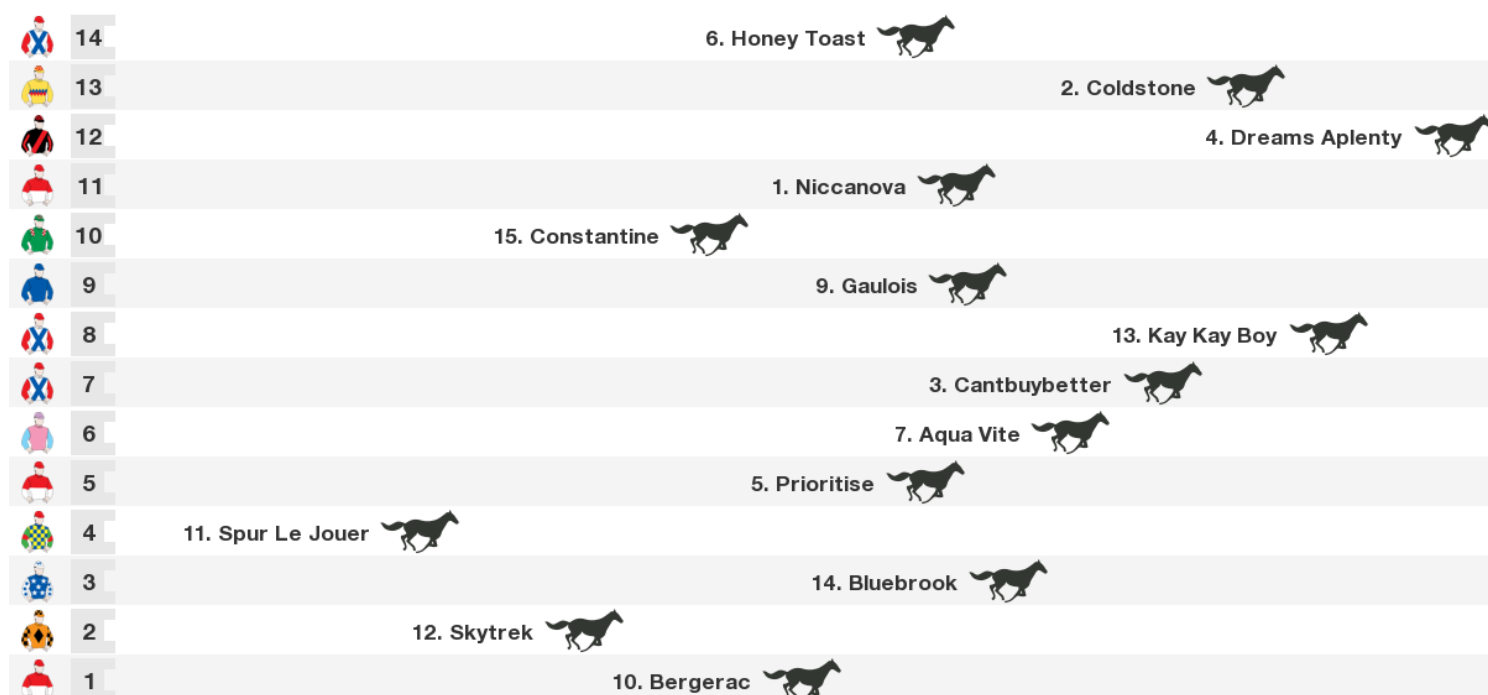 14 6. Honey Toast
13 2. Coldstone
12 4. Dreams Aplenty
11 1. Niccanova
10 15. Constantine
9 9. Gaulois
8 13. Kay Kay Boy
7 3. Cantbuybetter
6 7. Aqua Vite
5 5. Prioritise
4 11. Spur Le Jouer
3 14. Bluebrook
2 12. Skytrek
1 10. Bergerac